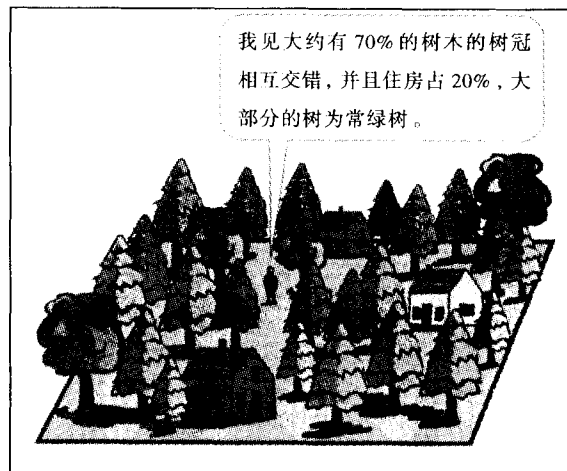 我见大约有 70% 的树木的树冠
相互交错，并且住房占 20%，大
部分的树为常绿树。